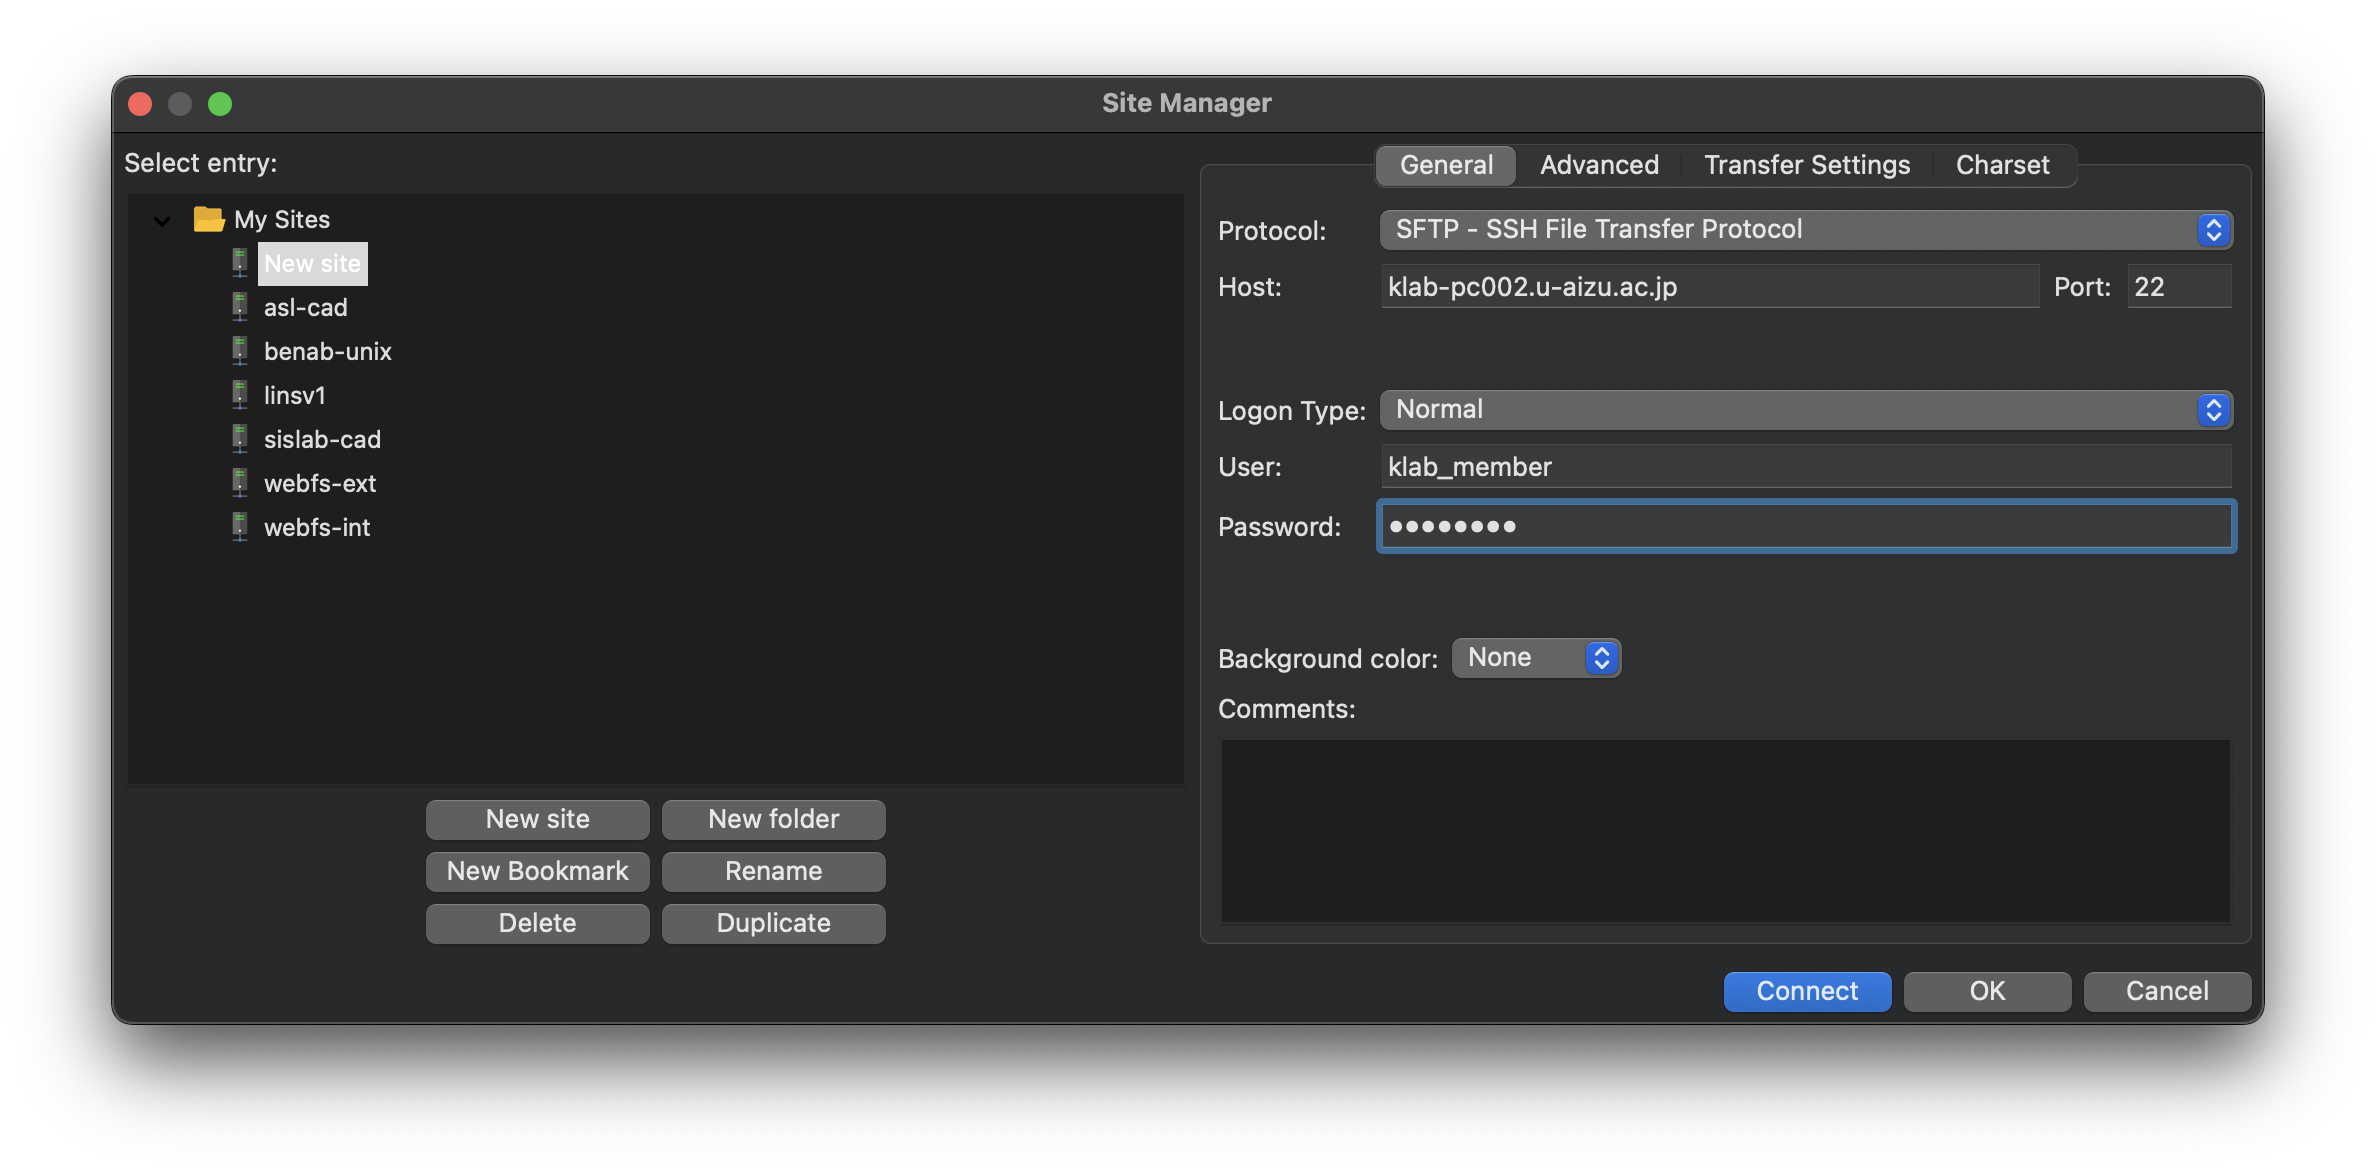 Site Manager
Select entry:
My Sites
New site
asl-cad
benab-unix
linsv1
sislab-cad
webfs-ext
webfs-int
New site New folder
New Bookmark Rename
Delete Duplicate
General Advanced Transfer Settings Charset
Protocol: SFTP - SSH File Transfer Protocol
Host: klab-pc002.u-aizu.ac.jp Port: 22
Logon Type: Normal
User: klab_member
Password: ●●●●●●●●
Background color: None
Comments:
Connect OK Cancel